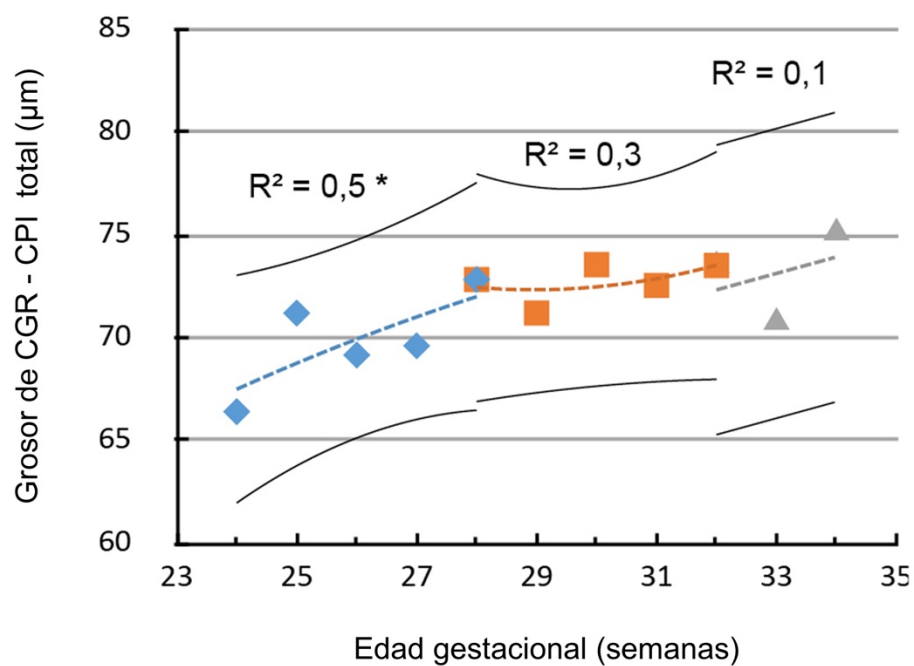 85
80
75
70
65
60
R² = 0,5 *
R² = 0,3
R² = 0,1
23 25 27 29 31 33 35
Grosor de CGR - CPI total (µm)
Edad gestacional (semanas)